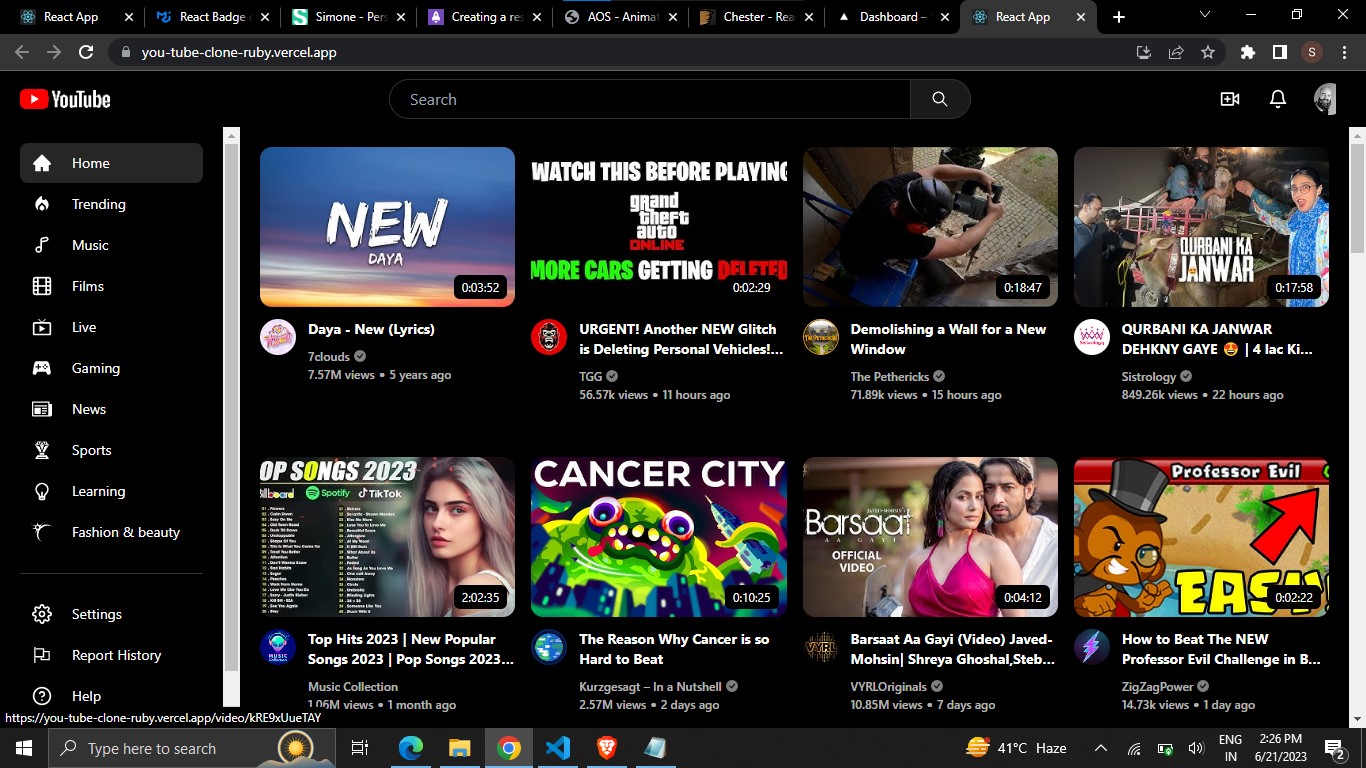 React App
React Badge
Simone - Pers
Creating a res
AOS - Anima
Chester - Rea
Dashboard –
React App
you-tube-clone-ruby.vercel.app
S
YouTube
Search
Home
Trending
Music
Films
Live
Gaming
News
Sports
Learning
Fashion & beauty
Settings
Report History
Help
NEW
DAYA
0:03:52
Daya - New (Lyrics)
7clouds
7.57M views • 5 years ago
WATCH THIS BEFORE PLAYING
grand
theft
auto
ONLINE
MORE CARS GETTING DELETED
0:02:29
URGENT! Another NEW Glitch
is Deleting Personal Vehicles!...
TGG
56.57k views • 11 hours ago
0:18:47
Demolishing a Wall for a New
Window
The Pethericks
71.89k views • 15 hours ago
QURBANI KA
JANWAR
0:17:58
QURBANI KA JANWAR
DEHKNY GAYE 🤩 | 4 lac Ki...
Sistrology
849.26k views • 22 hours ago
OP SONGS 2023
billboard Spotify TikTok
2:02:35
Top Hits 2023 | New Popular
Songs 2023 | Pop Songs 2023...
Music Collection
1.06M views • 1 month ago
CANCER CITY
0:10:25
The Reason Why Cancer is so
Hard to Beat
Kurzgesagt – In a Nutshell
2.57M views • 2 days ago
Barsaat
AA GAYI
OFFICIAL
VIDEO
0:04:12
Barsaat Aa Gayi (Video) Javed-
Mohsin| Shreya Ghoshal,Steb...
VYRLOriginals
10.85M views • 7 days ago
Professor Evil
EASY
0:02:22
How to Beat The NEW
Professor Evil Challenge in B...
ZigZagPower
14.73k views • 1 day ago
https://you-tube-clone-ruby.vercel.app/video/kRE9xUueTAY
Type here to search
41°C Haze
ENG
IN
2:26 PM
6/21/2023
2